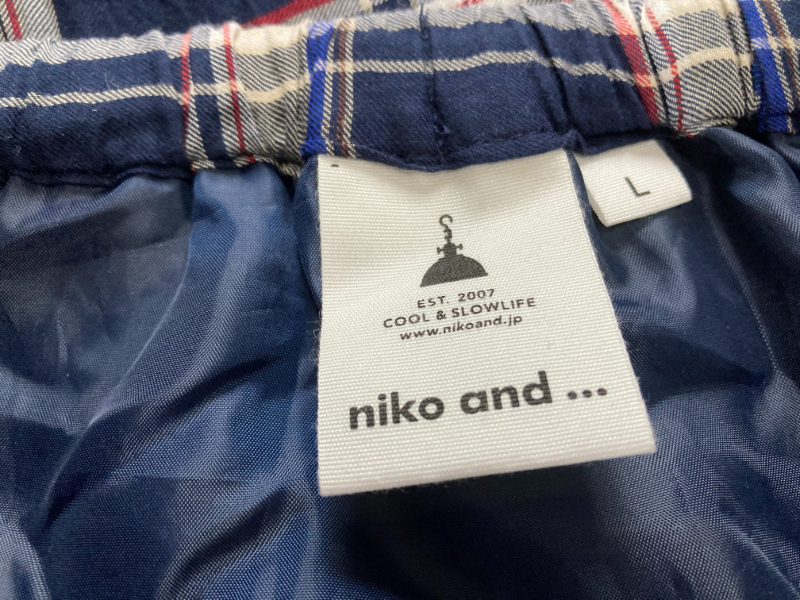 EST. 2007
COOL & SLOWLIFE
www.nikoand.jp
niko and ...
L